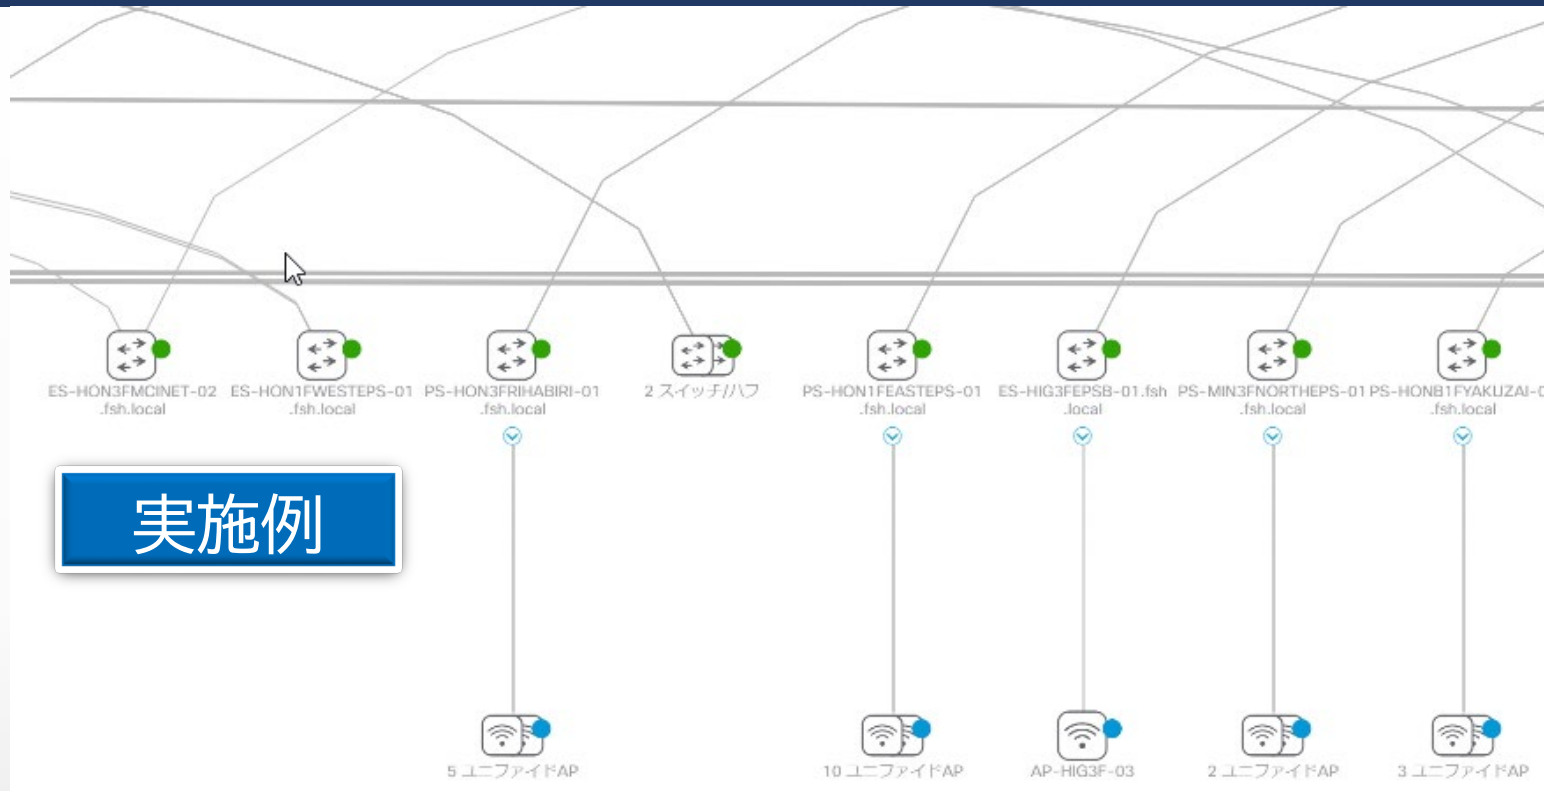 ES-HON3FMCINET-02
.fsh.local
ES-HON1FWESTEPS-01
.fsh.local
PS-HON3FRIHABIRI-01
.fsh.local
2 スイッチ/ハブ
PS-HON1FEASTEPS-01
.fsh.local
ES-HIG3FEPSB-01.fsh
.local
PS-MIN3FNORTHEPS-01
.fsh.local
PS-HONB1FYAKUZAI-0
.fsh.local
実施例
5 ユニファイドAP
10 ユニファイドAP
AP-HIG3F-03
2 ユニファイドAP
3 ユニファイドAP